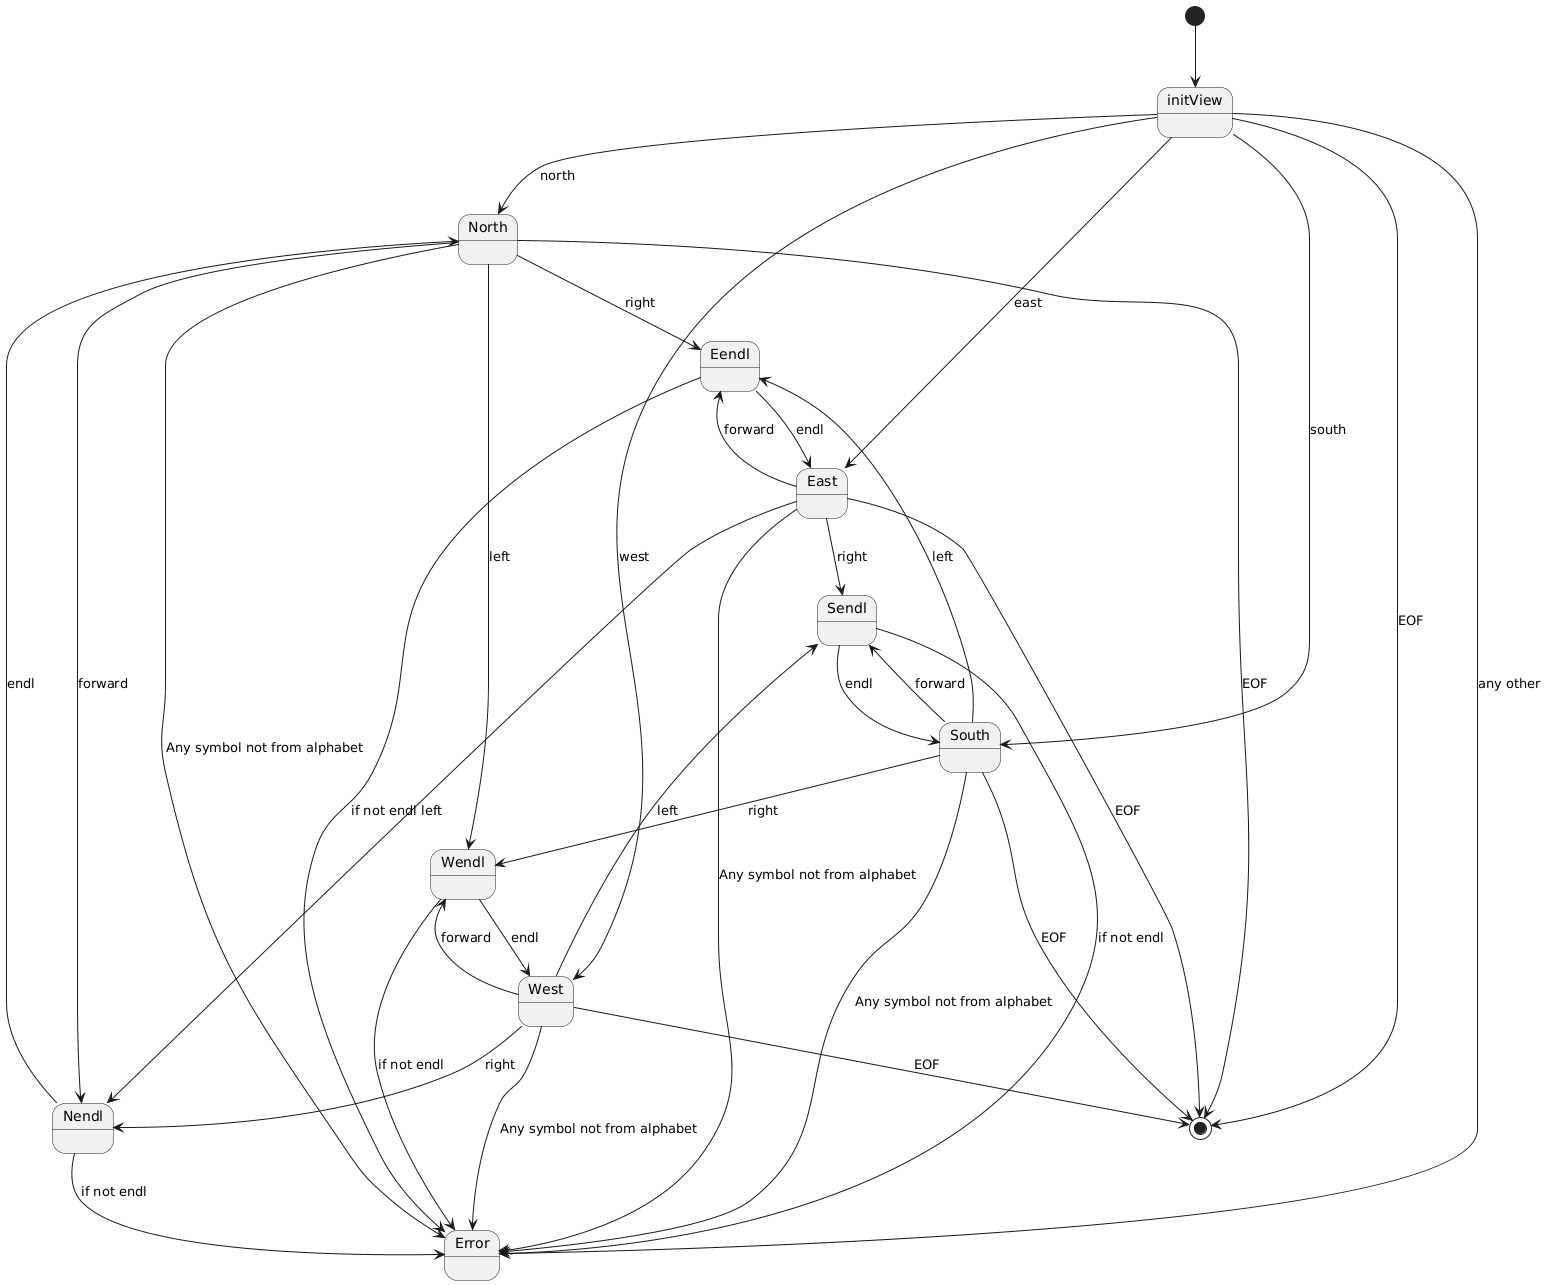 initView
north
North
right
east
Eendl
forward
endl
south
East
left
west
right
left
Sendl
EOF
endl
forward
endl
forward
EOF
any other
South
Any symbol not from alphabet
if not endl
left
left
right
EOF
Wendl
Any symbol not from alphabet
forward
endl
EOF
if not endl
West
Any symbol not from alphabet
if not endl
right
EOF
Nendl
Any symbol not from alphabet
if not endl
Error